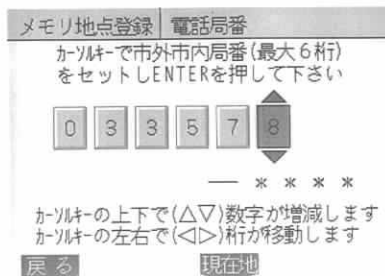 メモリ地点登録 電話局番
カーソルキーで市外市内局番(最大6桁)
をセットしENTERを押して下さい
0 3 3 5 7 8
― * * * *
カーソルキーの上下で(△▽)数字が増減します
カーソルキーの左右で(◁▷)桁が移動します
戻る 現在地